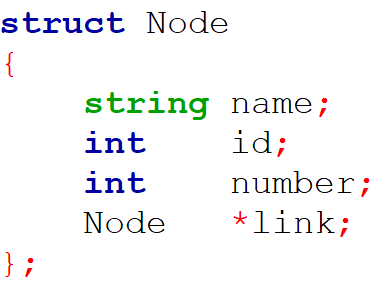 struct Node
{
    string name;
    int    id;
    int    number;
    Node   *link;
};